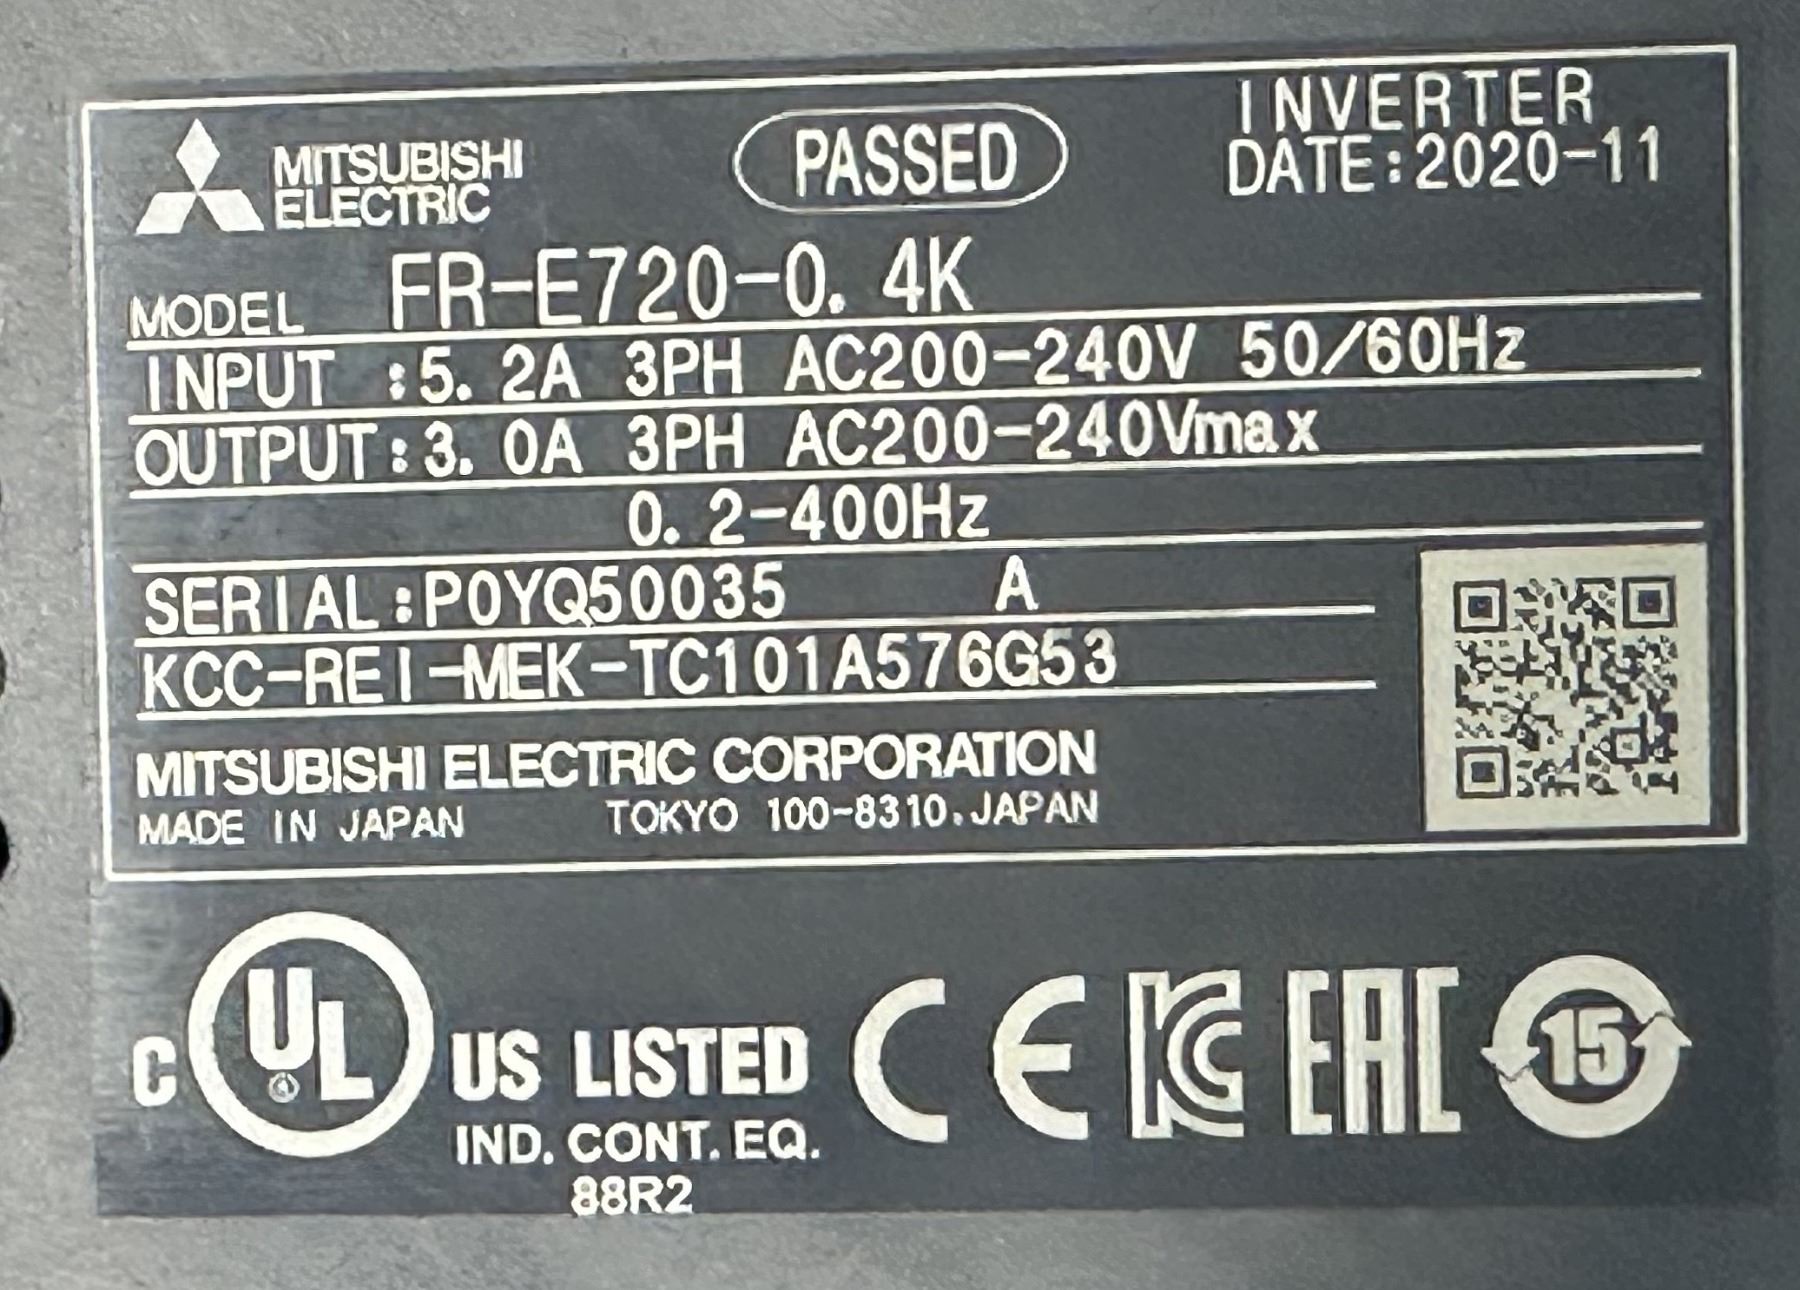 MITSUBISHI
ELECTRIC
PASSED
INVERTER
DATE:2020-11
MODEL FR-E720-0.4K
INPUT :5.2A 3PH AC200-240V 50/60Hz
OUTPUT:3.0A 3PH AC200-240Vmax
0.2-400Hz
SERIAL:P0YQ50035 A
KCC-REI-MEK-TC101A576G53
MITSUBISHI ELECTRIC CORPORATION
MADE IN JAPAN TOKYO 100-8310,JAPAN
C UL ® US LISTED CE KC EAC 15
IND. CONT. EQ.
88R2